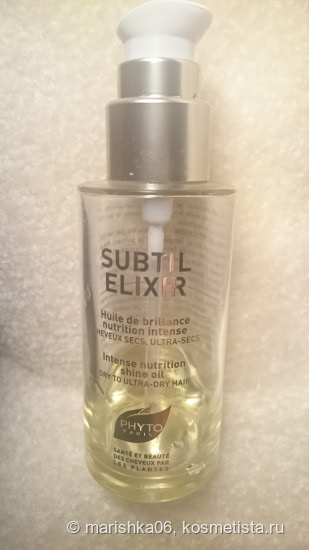 SUBTIL
ELIXIR
Huile de brillance
nutrition intense
CHEVEUX SECS, ULTRA-SECS
Intense nutrition
shine oil
DRY TO ULTRA-DRY HAIR
PHYTO
PARIS
SANTÉ ET BEAUTÉ
DES CHEVEUX PAR
LES PLANTES
© marishka06, kosmetista.ru